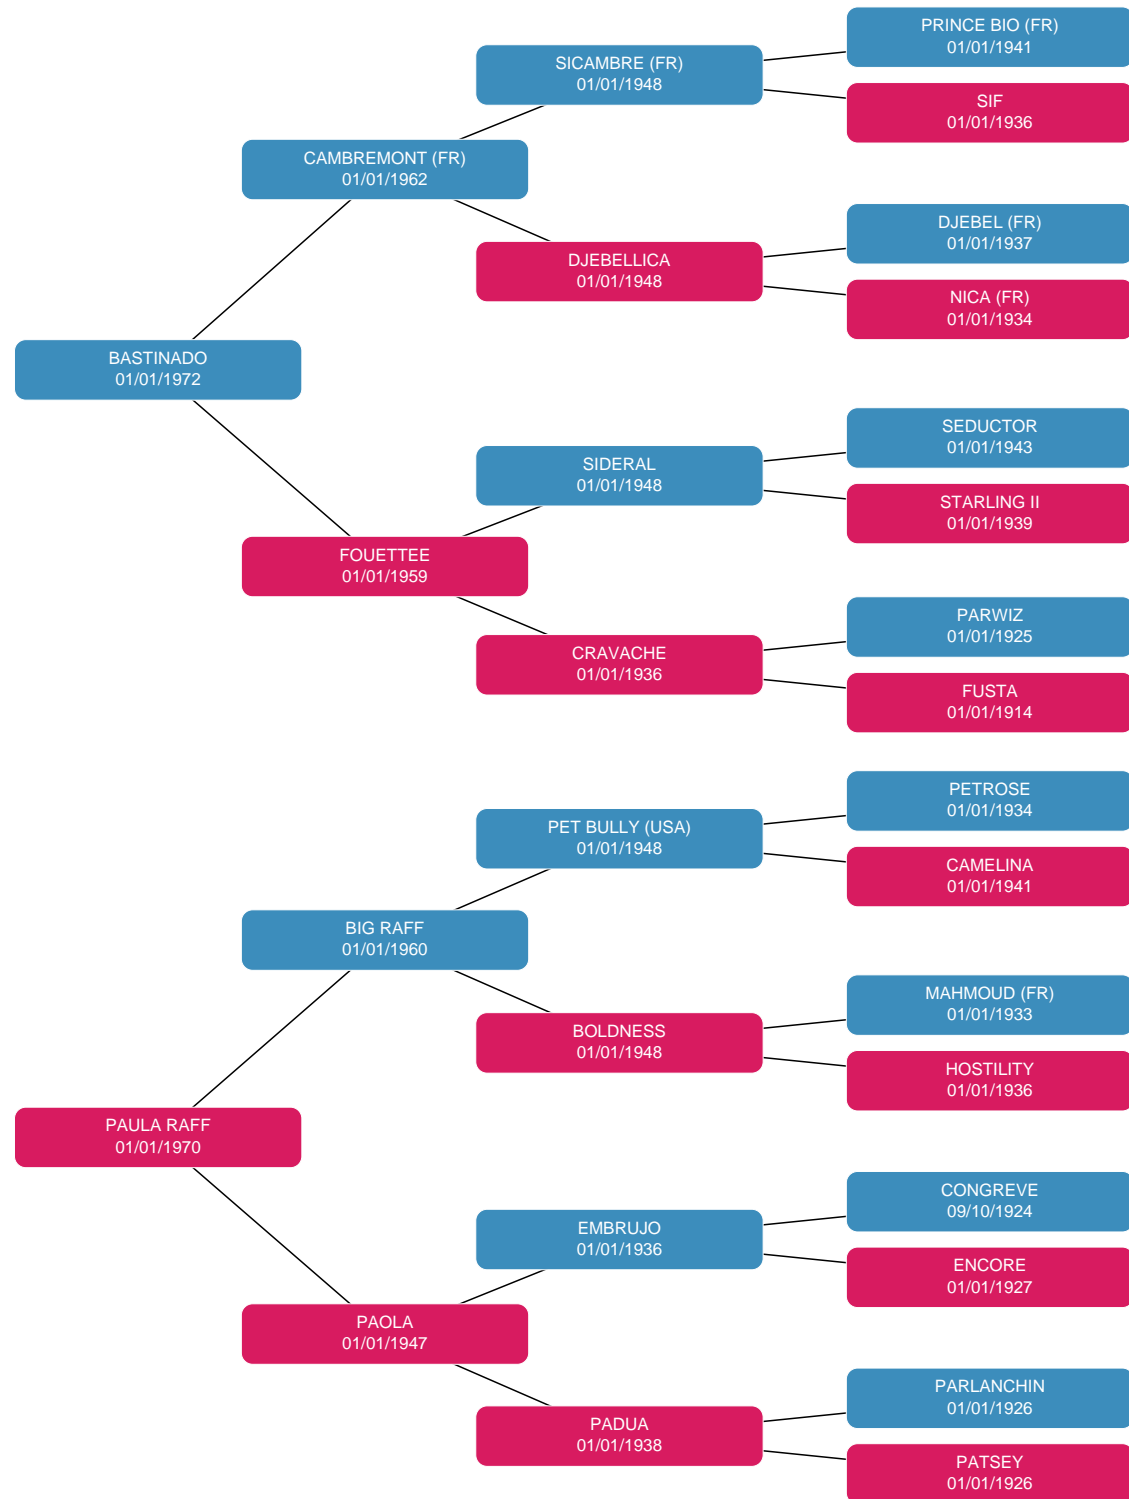 PRINCE BIO (FR)
01/01/1941
SICAMBRE (FR)
01/01/1948
SIF
01/01/1936
CAMBREMONT (FR)
01/01/1962
DJEBEL (FR)
01/01/1937
DJEBELLICA
01/01/1948
NICA (FR)
01/01/1934
BASTINADO
01/01/1972
SEDUCTOR
01/01/1943
SIDERAL
01/01/1948
STARLING II
01/01/1939
FOUETTEE
01/01/1959
PARWIZ
01/01/1925
CRAVACHE
01/01/1936
FUSTA
01/01/1914
PETROSE
01/01/1934
PET BULLY (USA)
01/01/1948
CAMELINA
01/01/1941
BIG RAFF
01/01/1960
MAHMOUD (FR)
01/01/1933
BOLDNESS
01/01/1948
HOSTILITY
01/01/1936
PAULA RAFF
01/01/1970
CONGREVE
09/10/1924
EMBRUJO
01/01/1936
ENCORE
01/01/1927
PAOLA
01/01/1947
PARLANCHIN
01/01/1926
PADUA
01/01/1938
PATSEY
01/01/1926